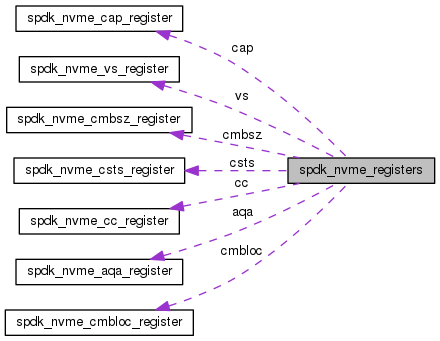 spdk_nvme_cap_register
cap
spdk_nvme_vs_register
vs
spdk_nvme_cmbsz_register
cmbsz
spdk_nvme_csts_register
csts
spdk_nvme_registers
cc
spdk_nvme_cc_register
aqa
spdk_nvme_aqa_register
cmbloc
spdk_nvme_cmbloc_register